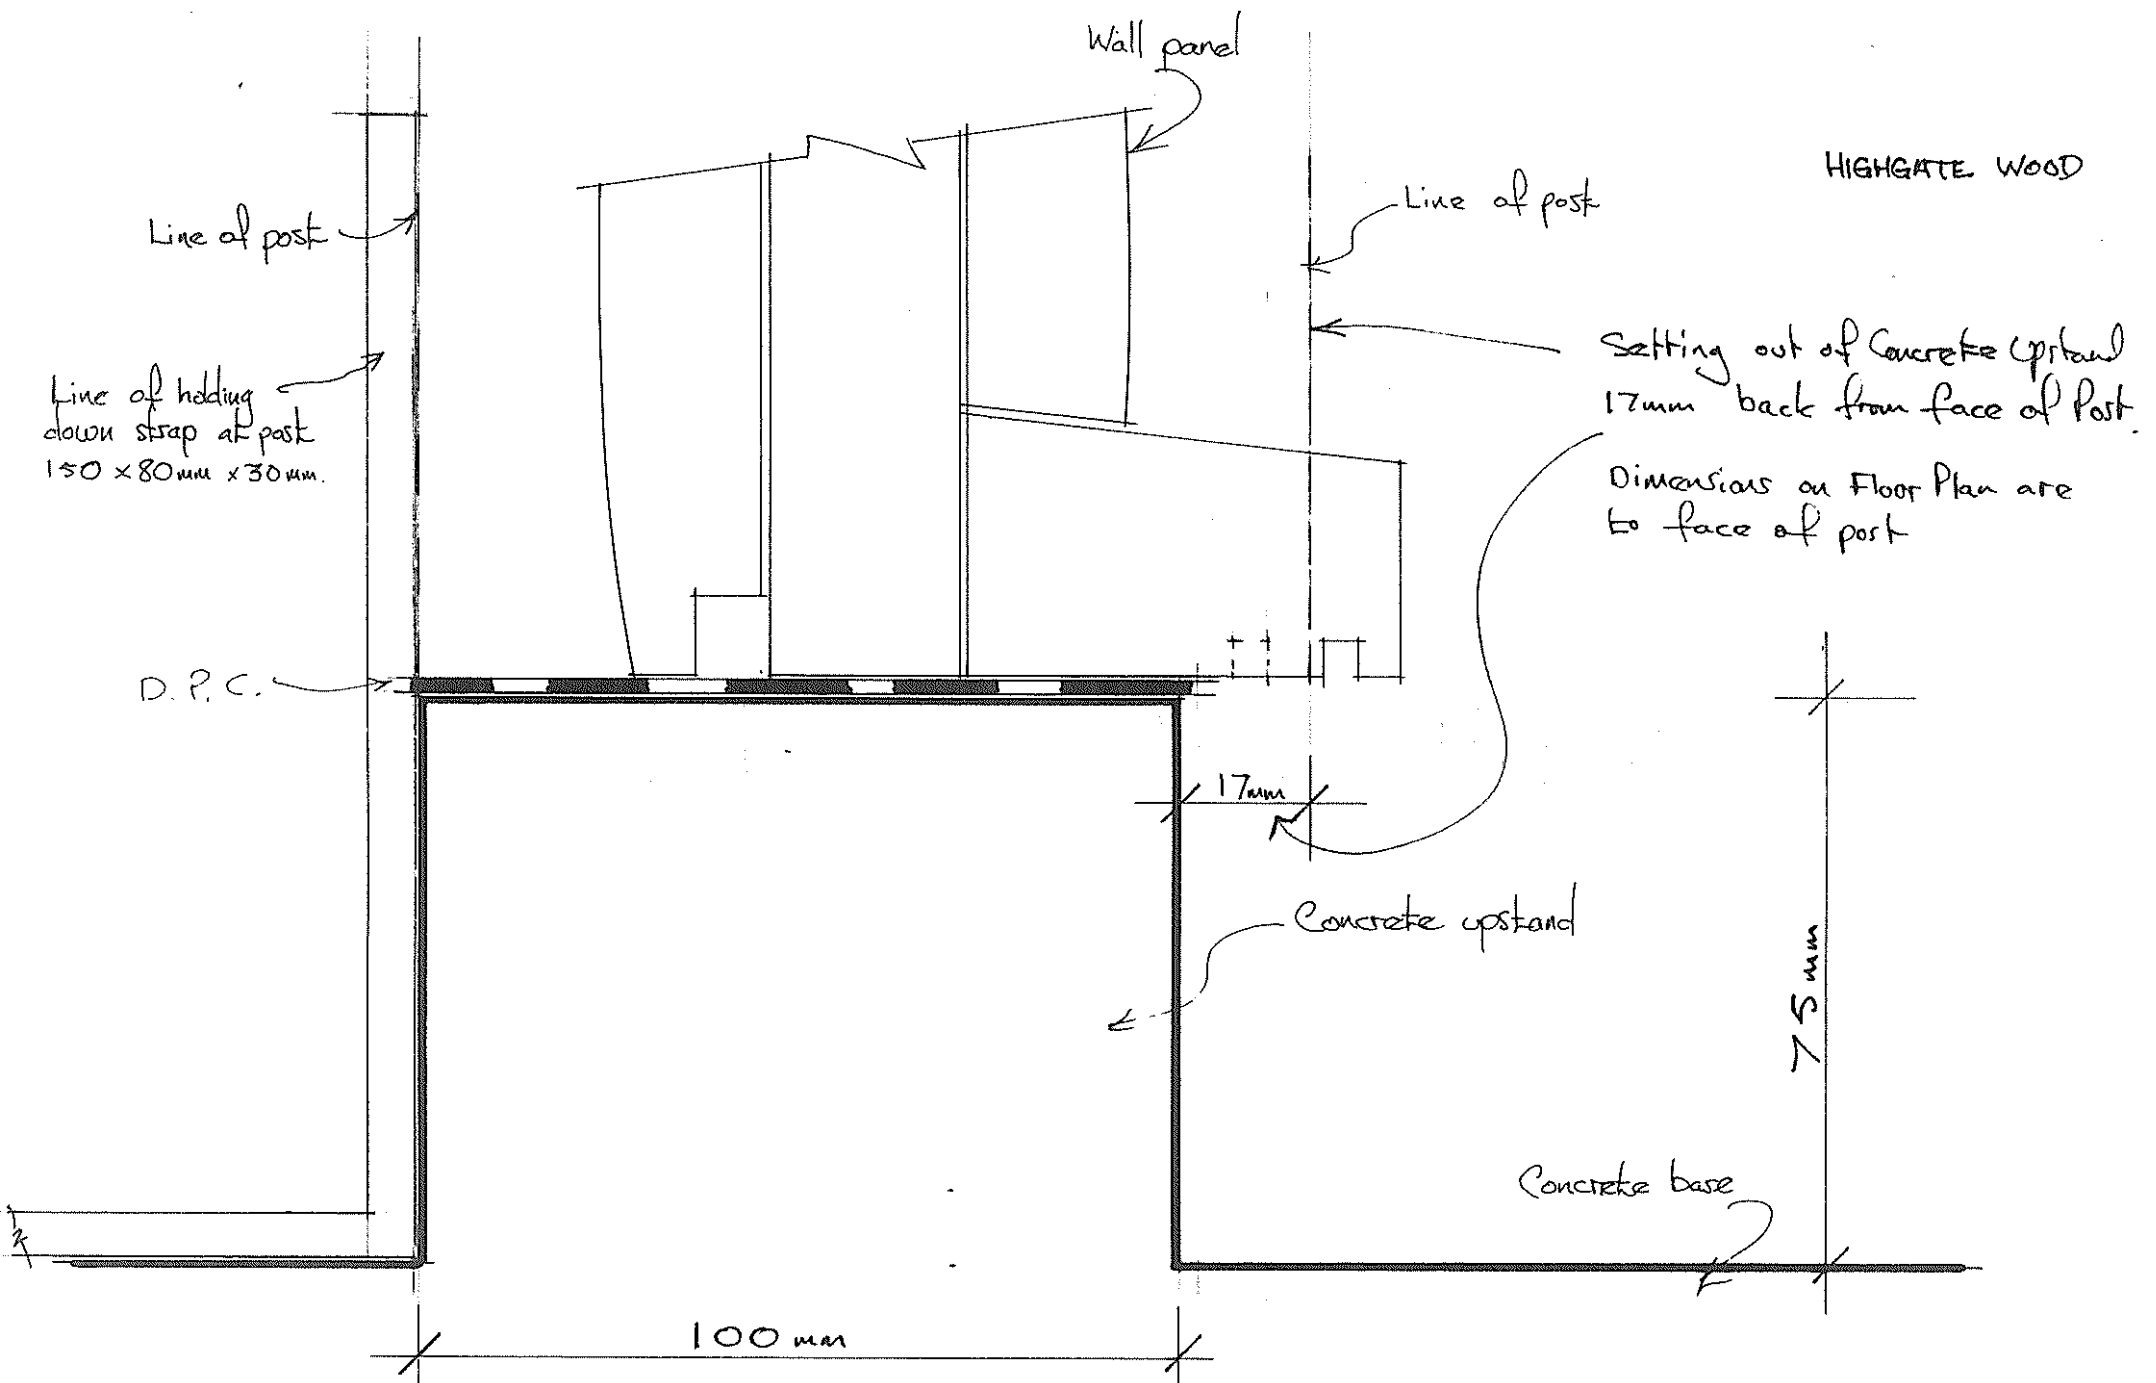 Wall panel
HIGHGATE WOOD
Line of post
Line of post
Setting out of Concrete Upstand
17mm back from face of Post.
Line of holding
down strap at post
150 x 80mm x 30mm.
Dimensions on Floor Plan are
to face of post
D.P.C.
17mm
Concrete upstand
75mm
Concrete base
100mm